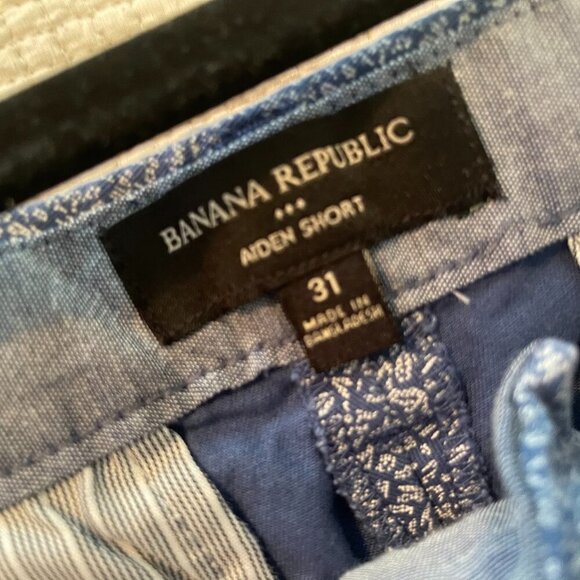 BANANA REPUBLIC
AIDEN SHORT
31
MADE IN
BANGLADESH